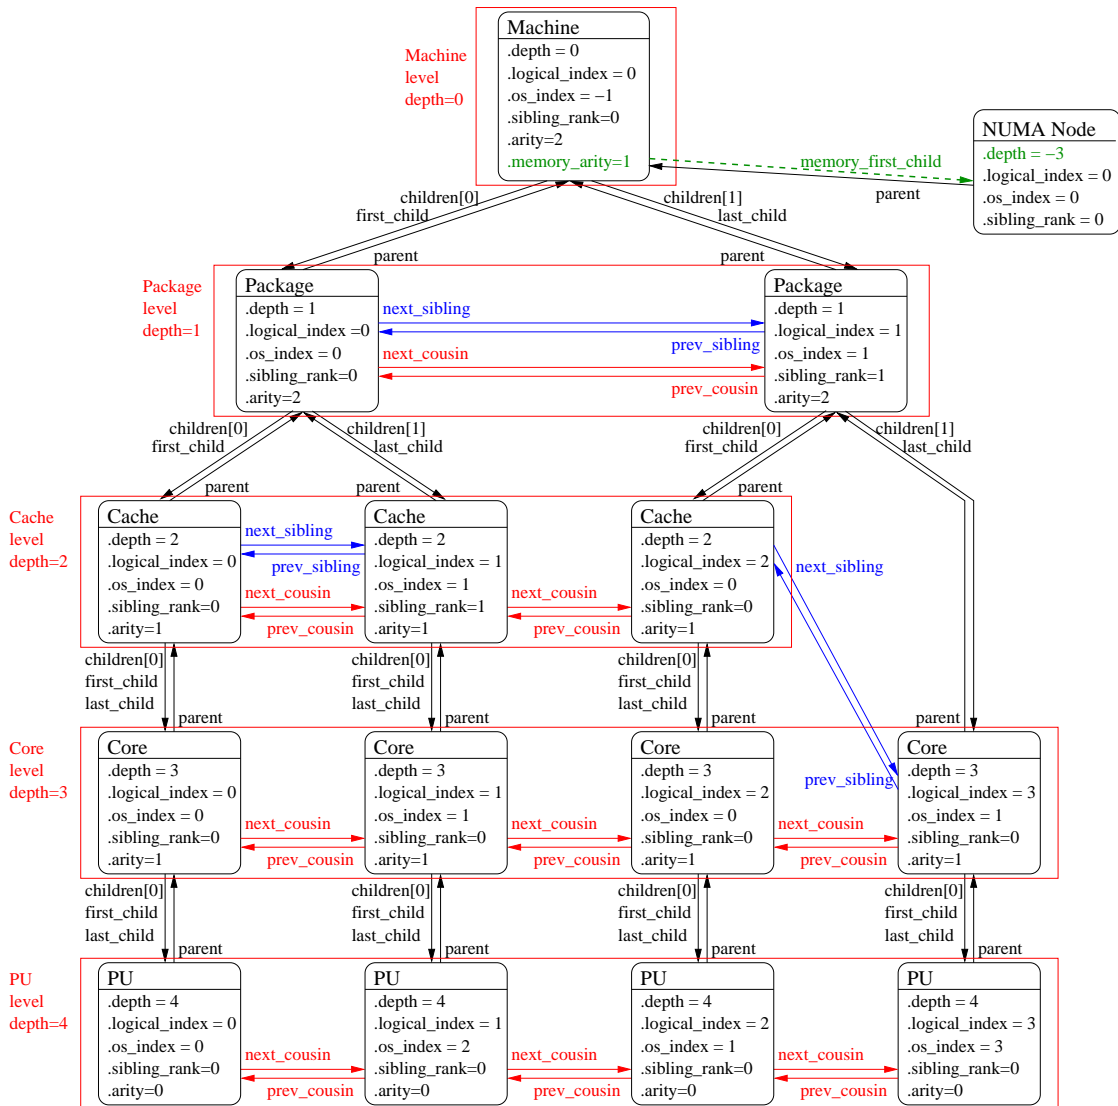 Machine
level
depth=0
Machine
.depth = 0
.logical_index = 0
.os_index = −1
.sibling_rank=0
.arity=2
.memory_arity=1
memory_first_child
parent
NUMA Node
.depth = −3
.logical_index = 0
.os_index = 0
.sibling_rank = 0
children[0]
first_child
children[1]
last_child
parent
parent
Package
level
depth=1
Package
.depth = 1
.logical_index =0
.os_index = 0
.sibling_rank=0
.arity=2
next_sibling
prev_sibling
next_cousin
prev_cousin
Package
.depth = 1
.logical_index = 1
.os_index = 1
.sibling_rank=1
.arity=2
children[0]
first_child
children[1]
last_child
children[0]
first_child
children[1]
last_child
parent
parent
parent
Cache
level
depth=2
Cache
.depth = 2
.logical_index = 0
.os_index = 0
.sibling_rank=0
.arity=1
next_sibling
prev_sibling
next_cousin
prev_cousin
Cache
.depth = 2
.logical_index = 1
.os_index = 1
.sibling_rank=1
.arity=1
next_cousin
prev_cousin
Cache
.depth = 2
.logical_index = 2
.os_index = 0
.sibling_rank=0
.arity=1
next_sibling
prev_sibling
children[0]
first_child
last_child
parent
children[0]
first_child
last_child
parent
children[0]
first_child
last_child
parent
parent
Core
level
depth=3
Core
.depth = 3
.logical_index = 0
.os_index = 0
.sibling_rank=0
.arity=1
next_cousin
prev_cousin
Core
.depth = 3
.logical_index = 1
.os_index = 1
.sibling_rank=0
.arity=1
next_cousin
prev_cousin
Core
.depth = 3
.logical_index = 2
.os_index = 0
.sibling_rank=0
.arity=1
next_cousin
prev_cousin
Core
.depth = 3
.logical_index = 3
.os_index = 1
.sibling_rank=0
.arity=1
children[0]
first_child
last_child
parent
children[0]
first_child
last_child
parent
children[0]
first_child
last_child
parent
children[0]
first_child
last_child
parent
PU
level
depth=4
PU
.depth = 4
.logical_index = 0
.os_index = 0
.sibling_rank=0
.arity=0
next_cousin
prev_cousin
PU
.depth = 4
.logical_index = 1
.os_index = 2
.sibling_rank=0
.arity=0
next_cousin
prev_cousin
PU
.depth = 4
.logical_index = 2
.os_index = 1
.sibling_rank=0
.arity=0
next_cousin
prev_cousin
PU
.depth = 4
.logical_index = 3
.os_index = 3
.sibling_rank=0
.arity=0